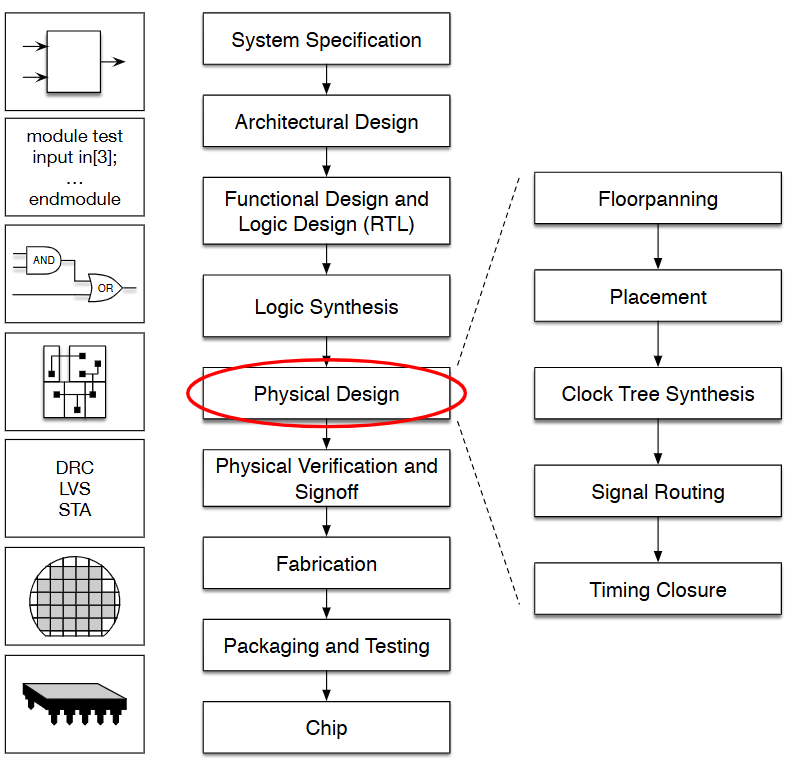 module test
input in[3];
...
endmodule
AND
OR
DRC
LVS
STA
System Specification
Architectural Design
Functional Design and
Logic Design (RTL)
Logic Synthesis
Physical Design
Physical Verification and
Signoff
Fabrication
Packaging and Testing
Chip
Floorpanning
Placement
Clock Tree Synthesis
Signal Routing
Timing Closure